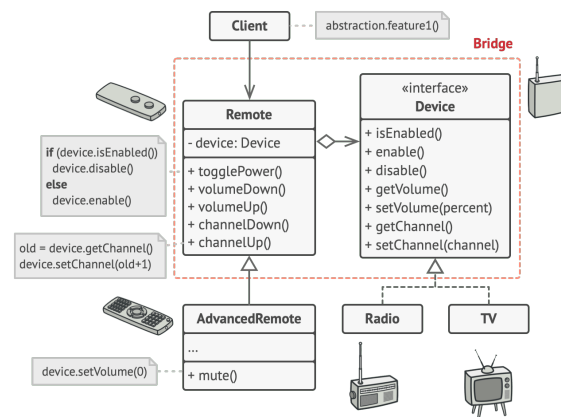 Client
abstraction.feature1()
Bridge
Remote
- device: Device
+ togglePower()
+ volumeDown()
+ volumeUp()
+ channelDown()
+ channelUp()
«interface»
Device
+ isEnabled()
+ enable()
+ disable()
+ getVolume()
+ setVolume(percent)
+ getChannel()
+ setChannel(channel)
if (device.isEnabled())
device.disable()
else
device.enable()
old = device.getChannel()
device.setChannel(old+1)
AdvancedRemote
...
+ mute()
device.setVolume(0)
Radio
TV